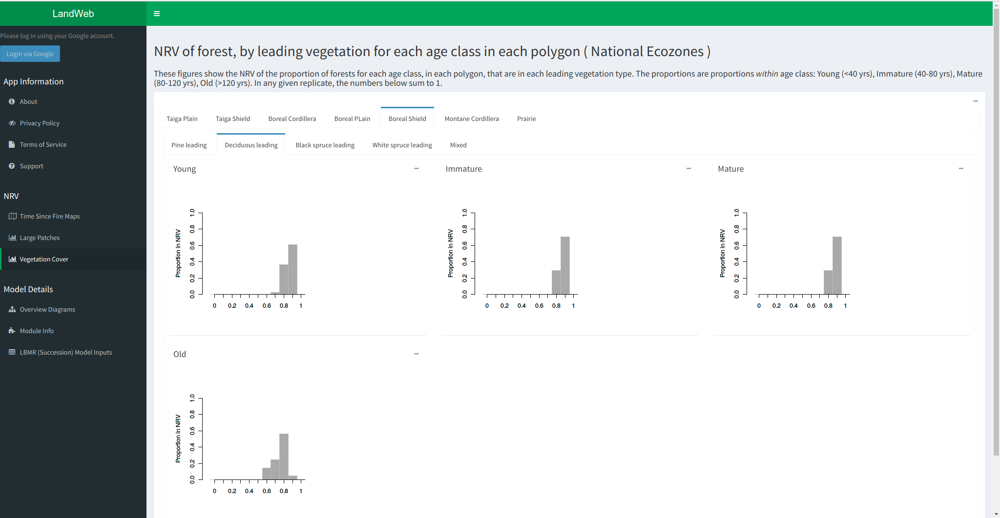 LandWeb
Please log in using your Google account.
Login via Google
App Information
About
Privacy Policy
Terms of Service
Support
NRV
Time Since Fire Maps
Large Patches
Vegetation Cover
Model Details
Overview Diagrams
Module Info
LBMR (Succession) Model Inputs
NRV of forest, by leading vegetation for each age class in each polygon ( National Ecozones )
These figures show the NRV of the proportion of forests for each age class, in each polygon, that are in each leading vegetation type. The proportions are proportions within age class: Young (<40 yrs), Immature (40-80 yrs), Mature
(80-120 yrs), Old (>120 yrs). In any given replicate, the numbers below sum to 1.
Taiga Plain Taiga Shield Boreal Cordillera Boreal PLain Boreal Shield Montane Cordillera Prairie
Pine leading Deciduous leading Black spruce leading White spruce leading Mixed
Young
Proportion in NRV
1.0
0.8
0.6
0.4
0.2
0.0
0 0.2 0.4 0.6 0.8 1
Immature
Proportion in NRV
1.0
0.8
0.6
0.4
0.2
0.0
0 0.2 0.4 0.6 0.8 1
Mature
Proportion in NRV
1.0
0.8
0.6
0.4
0.2
0.0
0 0.2 0.4 0.6 0.8 1
Old
Proportion in NRV
1.0
0.8
0.6
0.4
0.2
0.0
0 0.2 0.4 0.6 0.8 1